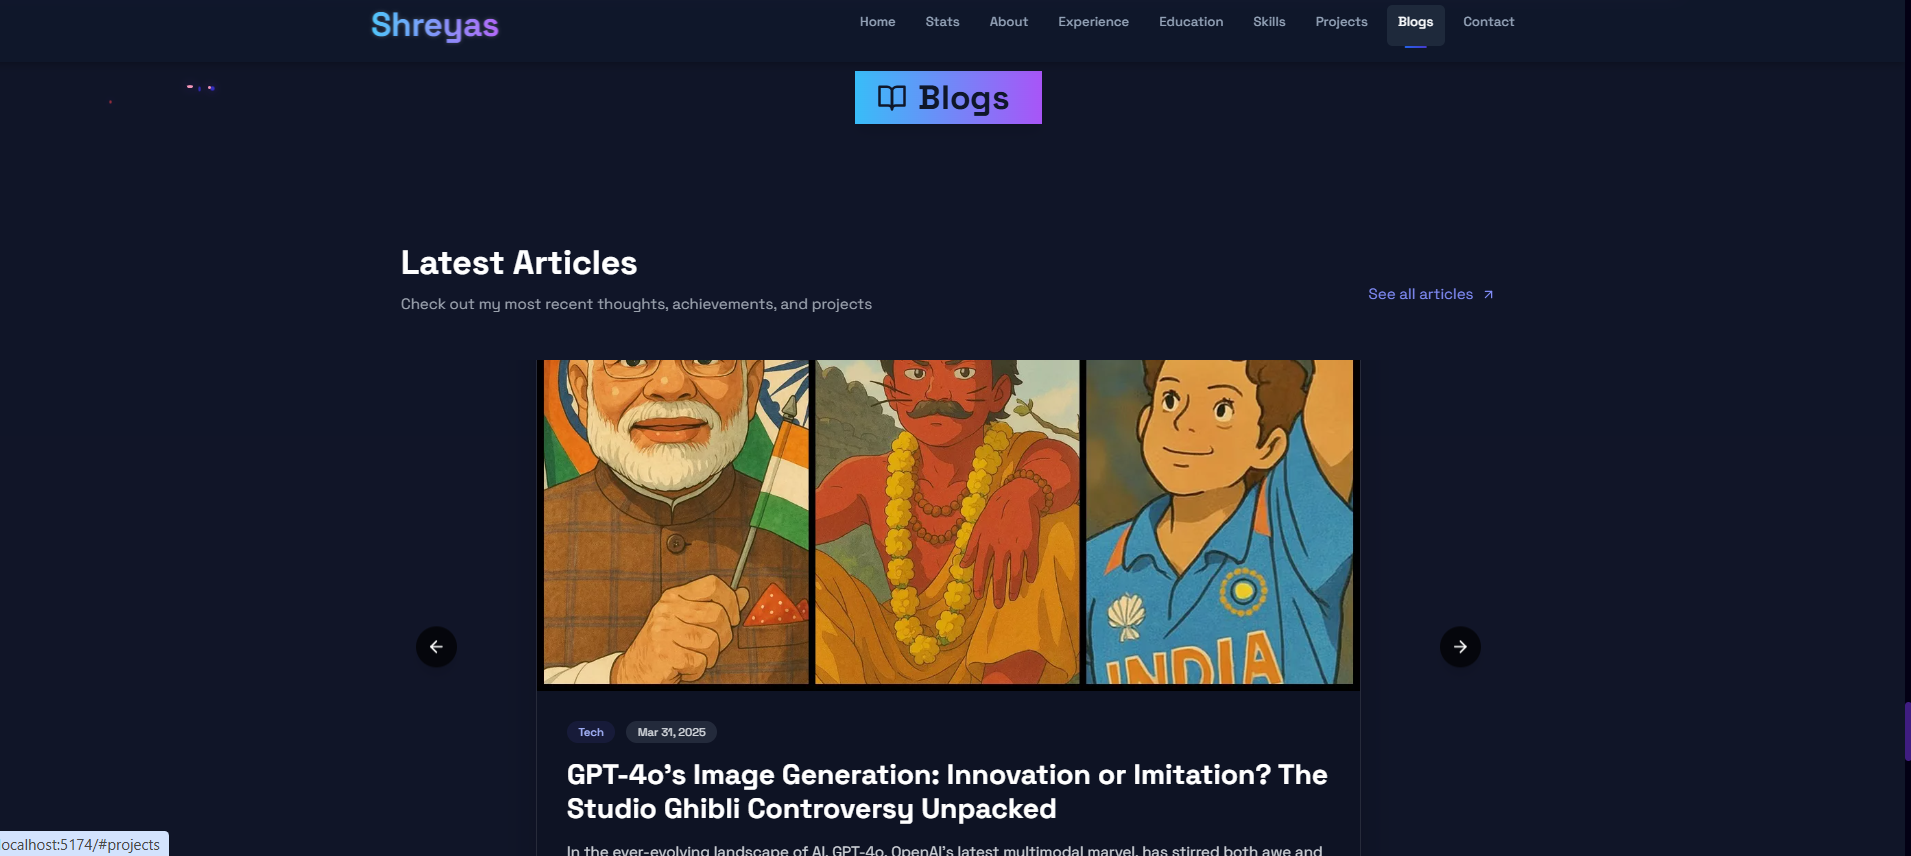 Shreyas
Home Stats About Experience Education Skills Projects Blogs Contact
Blogs
Latest Articles
Check out my most recent thoughts, achievements, and projects
See all articles
INDIA
Tech Mar 31, 2025
GPT-4o's Image Generation: Innovation or Imitation? The
Studio Ghibli Controversy Unpacked
In the ever-evolving landscape of AI, GPT-4o, OpenAI's latest multimodal marvel, has stirred both awe and
localhost:5174/#projects